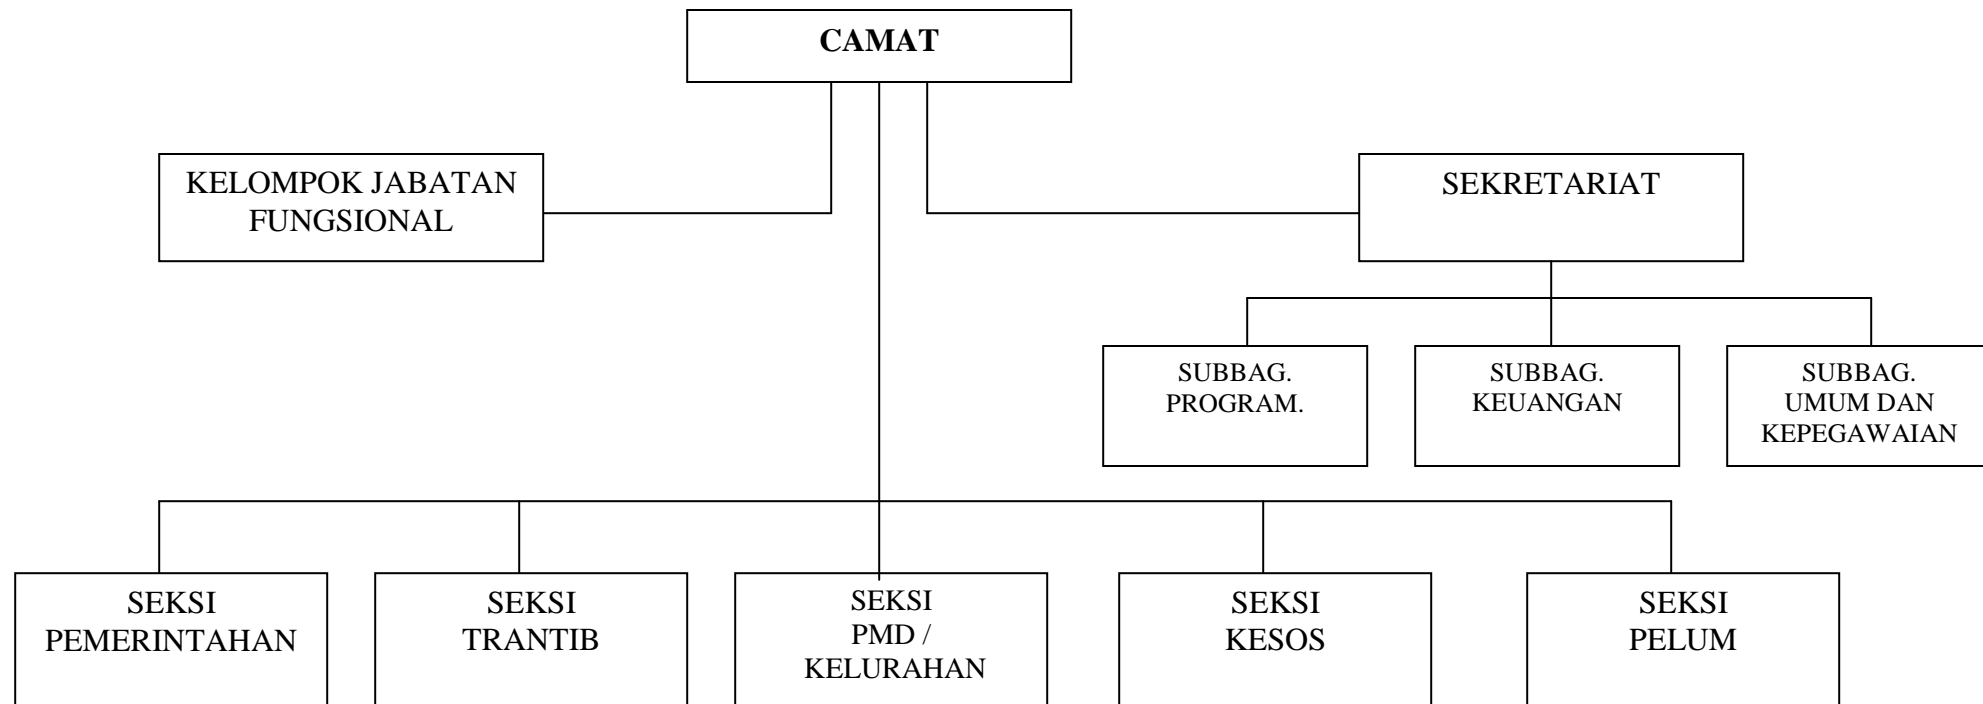 CAMAT
KELOMPOK JABATAN
FUNGSIONAL
SEKRETARIAT
SUBBAG.
PROGRAM.
SUBBAG.
KEUANGAN
SUBBAG.
UMUM DAN
KEPEGAWAIAN
SEKSI
PEMERINTAHAN
SEKSI
TRANTIB
SEKSI
PMD /
KELURAHAN
SEKSI
KESOS
SEKSI
PELUM